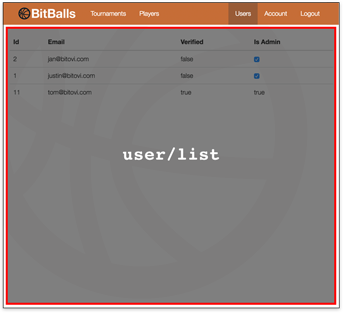 BitBalls Tournaments Players Users Account Logout
Id Email Verified Is Admin
2 jan@bitovi.com false
1 justin@bitovi.com false
11 tom@bitovi.com true true
user/list